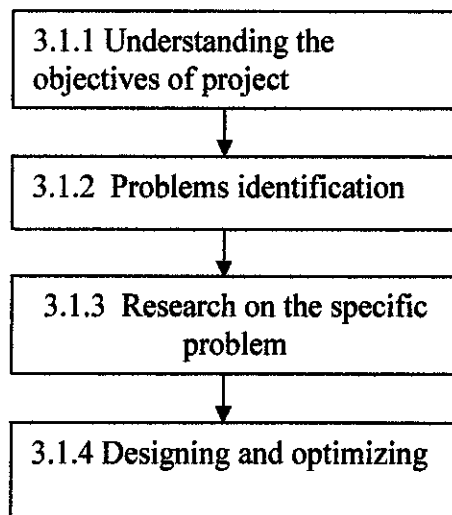 3.1.1 Understanding the
objectives of project
3.1.2 Problems identification
3.1.3 Research on the specific
problem
3.1.4 Designing and optimizing